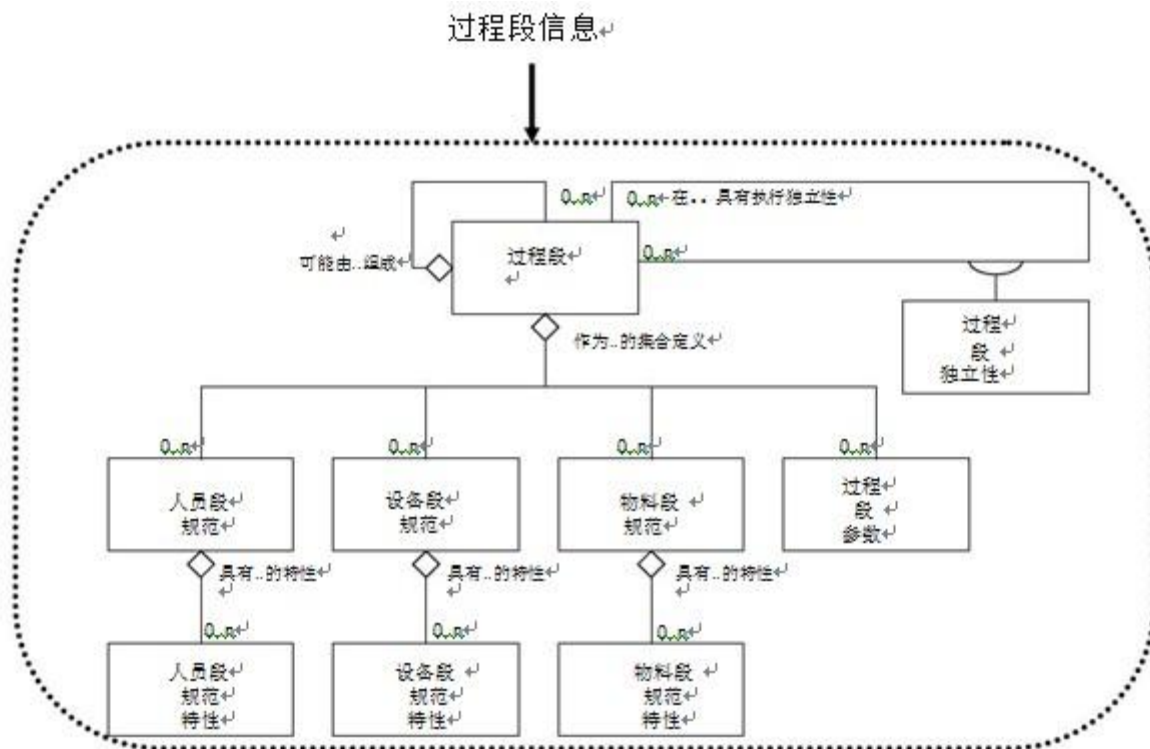 过程段信息↵
0..n↵
0..n↵在.. 具有执行独立性↵
↵
可能由..组成↵
过程段↵
↵
0..n↵
作为..的集合定义↵
过程↵
段↵
独立性↵
0..n↵
0..n↵
0..n↵
0..n↵
人员段↵
规范↵
设备段↵
规范↵
物料段↵
规范↵
过程↵
段↵
参数↵
具有..的特性↵
↵
具有..的特性↵
↵
具有..的特性↵
↵
0..n↵
0..n↵
0..n↵
人员段↵
规范↵
特性↵
设备段↵
规范↵
特性↵
物料段↵
规范↵
特性↵